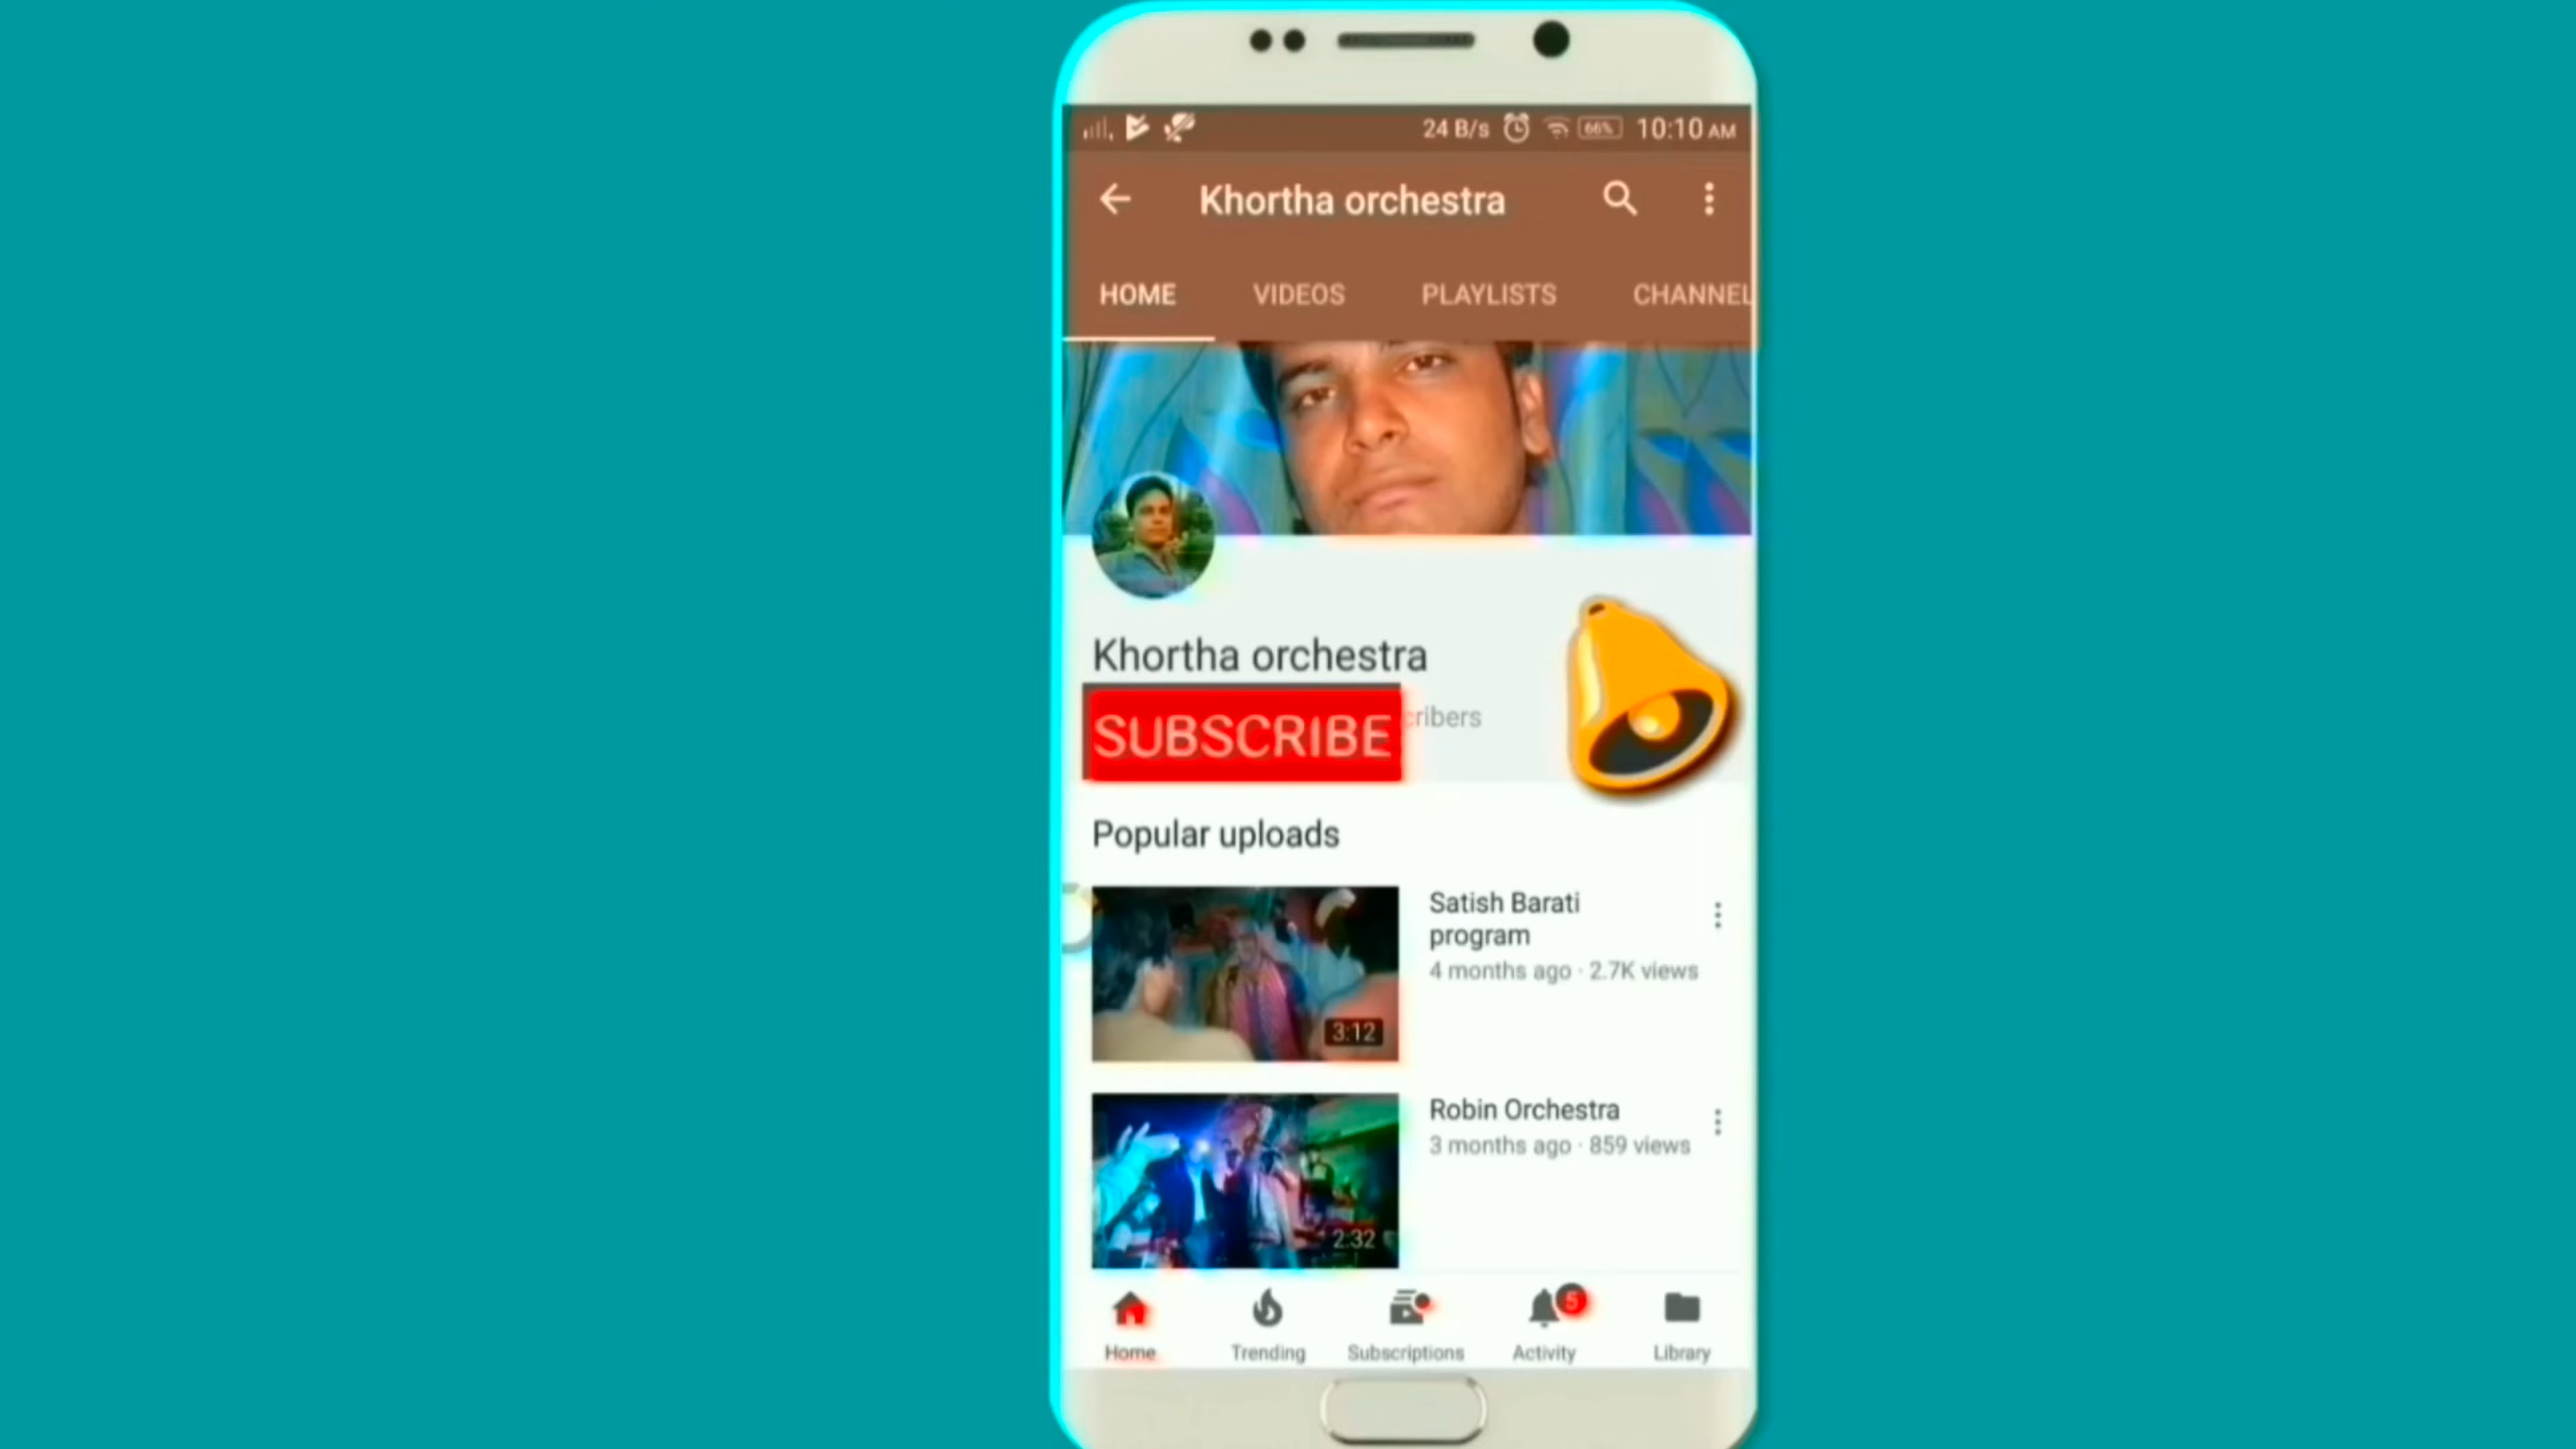 24 B/s 66% 10:10 AM
Khortha orchestra
HOME VIDEOS PLAYLISTS CHANNEL
Khortha orchestra
SUBSCRIBE cribers
Popular uploads
Satish Barati
program
4 months ago · 2.7K views
3:12
Robin Orchestra
3 months ago · 859 views
2:32
5
Home Trending Subscriptions Activity Library